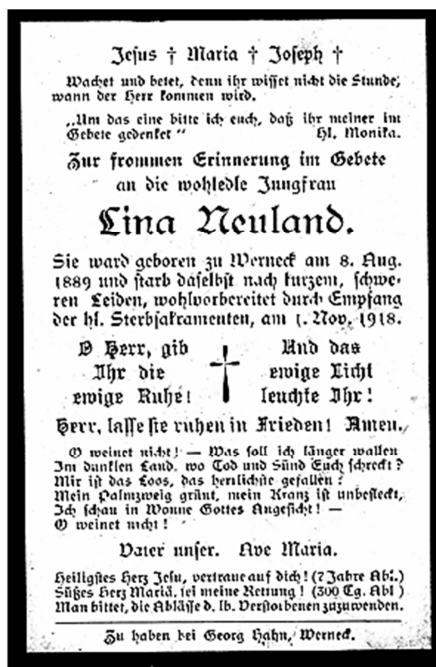 Jesus † Maria † Joseph †
Wachet und betet, denn ihr wisset nicht die Stunde,
wann der Herr kommen wird.
„Um das eine bitte ich euch, daß ihr meiner im
Gebete gedenket“ Hl. Monika.
Zur frommen Erinnerung im Gebete
an die wohledle Jungfrau
Lina Neuland.
Sie ward geboren zu Werneck am 8. Aug.
1889 und starb daselbst nach kurzem, schwe-
ren Leiden, wohlvorbereitet durch Empfang
der hl. Sterbsakramenten, am 1. Nov. 1918.
O Herr, gib
Ihr die
ewige Ruhe!
†
Und das
ewige Licht
leuchte Ihr!
Herr, lasse sie ruhen in Frieden! Amen.
O weinet nicht! — Was soll ich länger wallen
Im dunklen Land, wo Tod und Sünd Euch schreckt?
Mir ist das Loos, das herrlichste gefallen?
Mein Palmzweig grünt, mein Kranz ist unbefleckt,
Ich schau in Wonne Gottes Angesicht! —
O weinet nicht!
Vater unser. Ave Maria.
Heiligstes Herz Jesu, vertraue auf dich! (7 Jahre Abl.)
Süßes Herz Mariä, sei meine Rettung! (300 Tg. Abl)
Man bittet, die Ablässe d. lb. Verstorbenen zuzuwenden.
Zu haben bei Georg Hahn, Werneck.